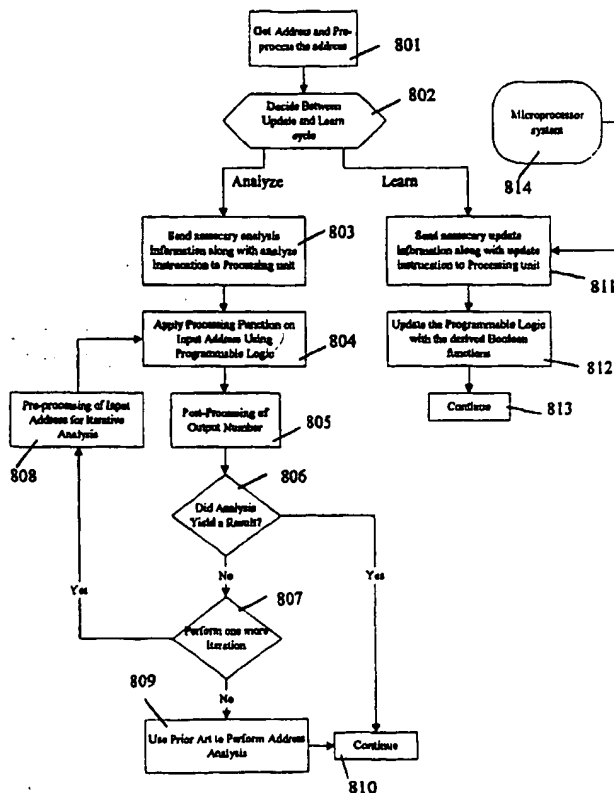 Get Address and Pre-
process the address
801
Decide Between
Update and Learn
cycle
802
Microprocessor
system
814
Analyze
Learn
Send nessecary analysis
Information along with analyze
Instrucation to Processing unit
803
Send nessecary update
Information along with update
instrucation to Processing unit
811
Apply Processing Function on
Input Address Using
Programmable Logic
804
Update the Programmable Logic
with the derived Boolean
functions
812
Pre-processing of Input
Address for Iterative
Analysis
808
Post-Processing of
Output Number
805
Continue
813
806
Did Analysis
Yield a Result?
Yes
No
Yes
807
Perform one more
Iteration
No
809
Use Prior Art to Perform Address
Analysis
Continue
810